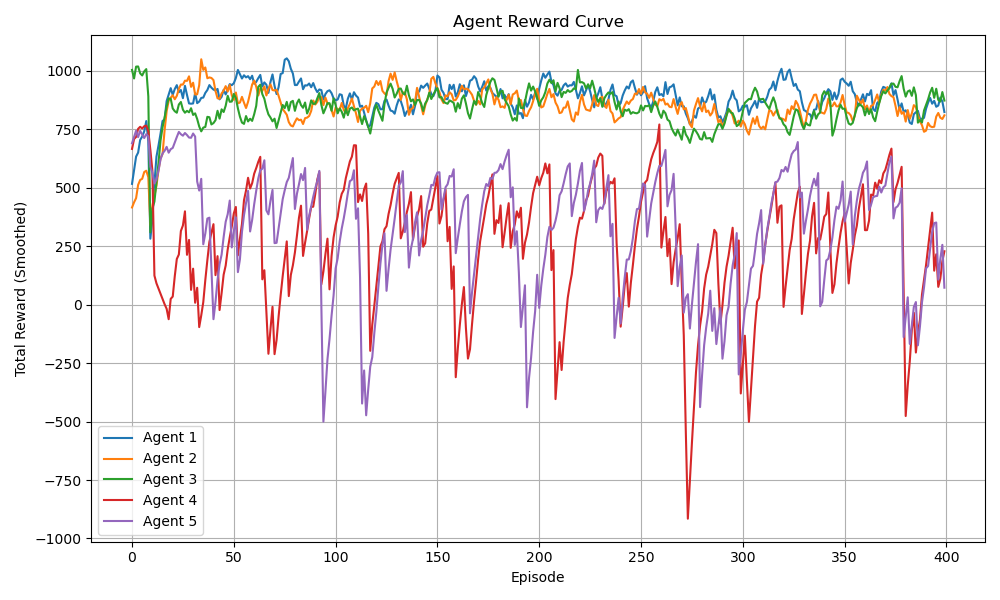 Agent Reward Curve
Total Reward (Smoothed)
1000
750
500
250
0
−250
−500
−750
−1000
Agent 1
Agent 2
Agent 3
Agent 4
Agent 5
0 50 100 150 200 250 300 350 400
Episode